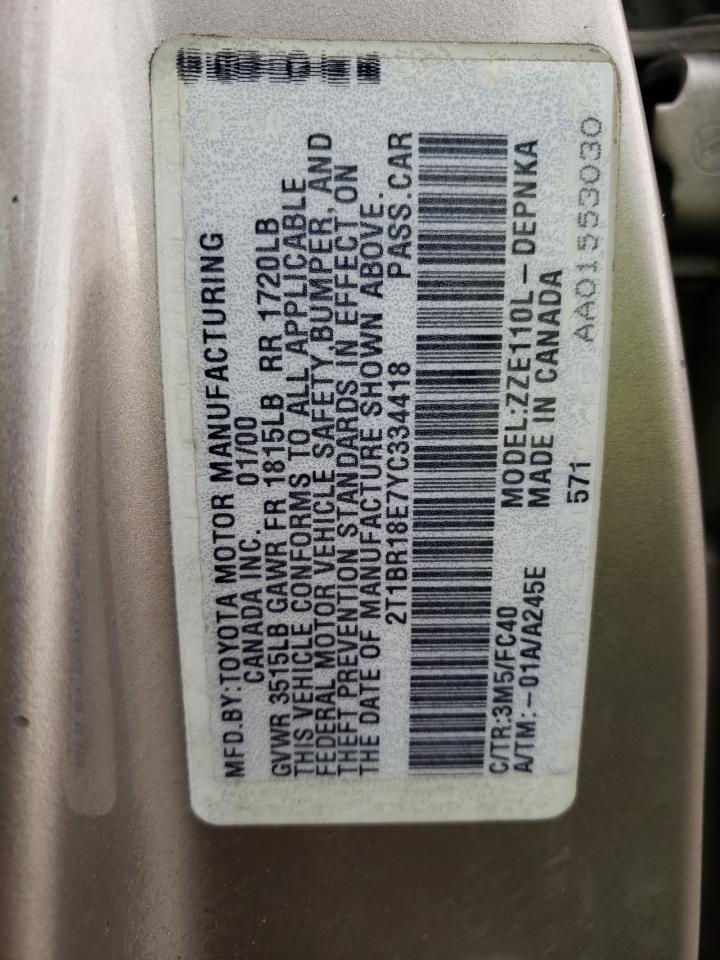 MFD.BY:TOYOTA MOTOR MANUFACTURING
CANADA INC. 01/00
GVWR 3515LB GAWR FR 1815LB RR 1720LB
THIS VEHICLE CONFORMS TO ALL APPLICABLE
FEDERAL MOTOR VEHICLE SAFETY,BUMPER, AND
THEFT PREVENTION STANDARDS IN EFFECT ON
THE DATE OF MANUFACTURE SHOWN ABOVE.
2T1BR18E7YC334418 PASS.CAR
C/TR:3M5/FC40 MODEL:ZZE110L-DEPNKA
A/TM:-01A/A245E MADE IN CANADA
571 AA01553030